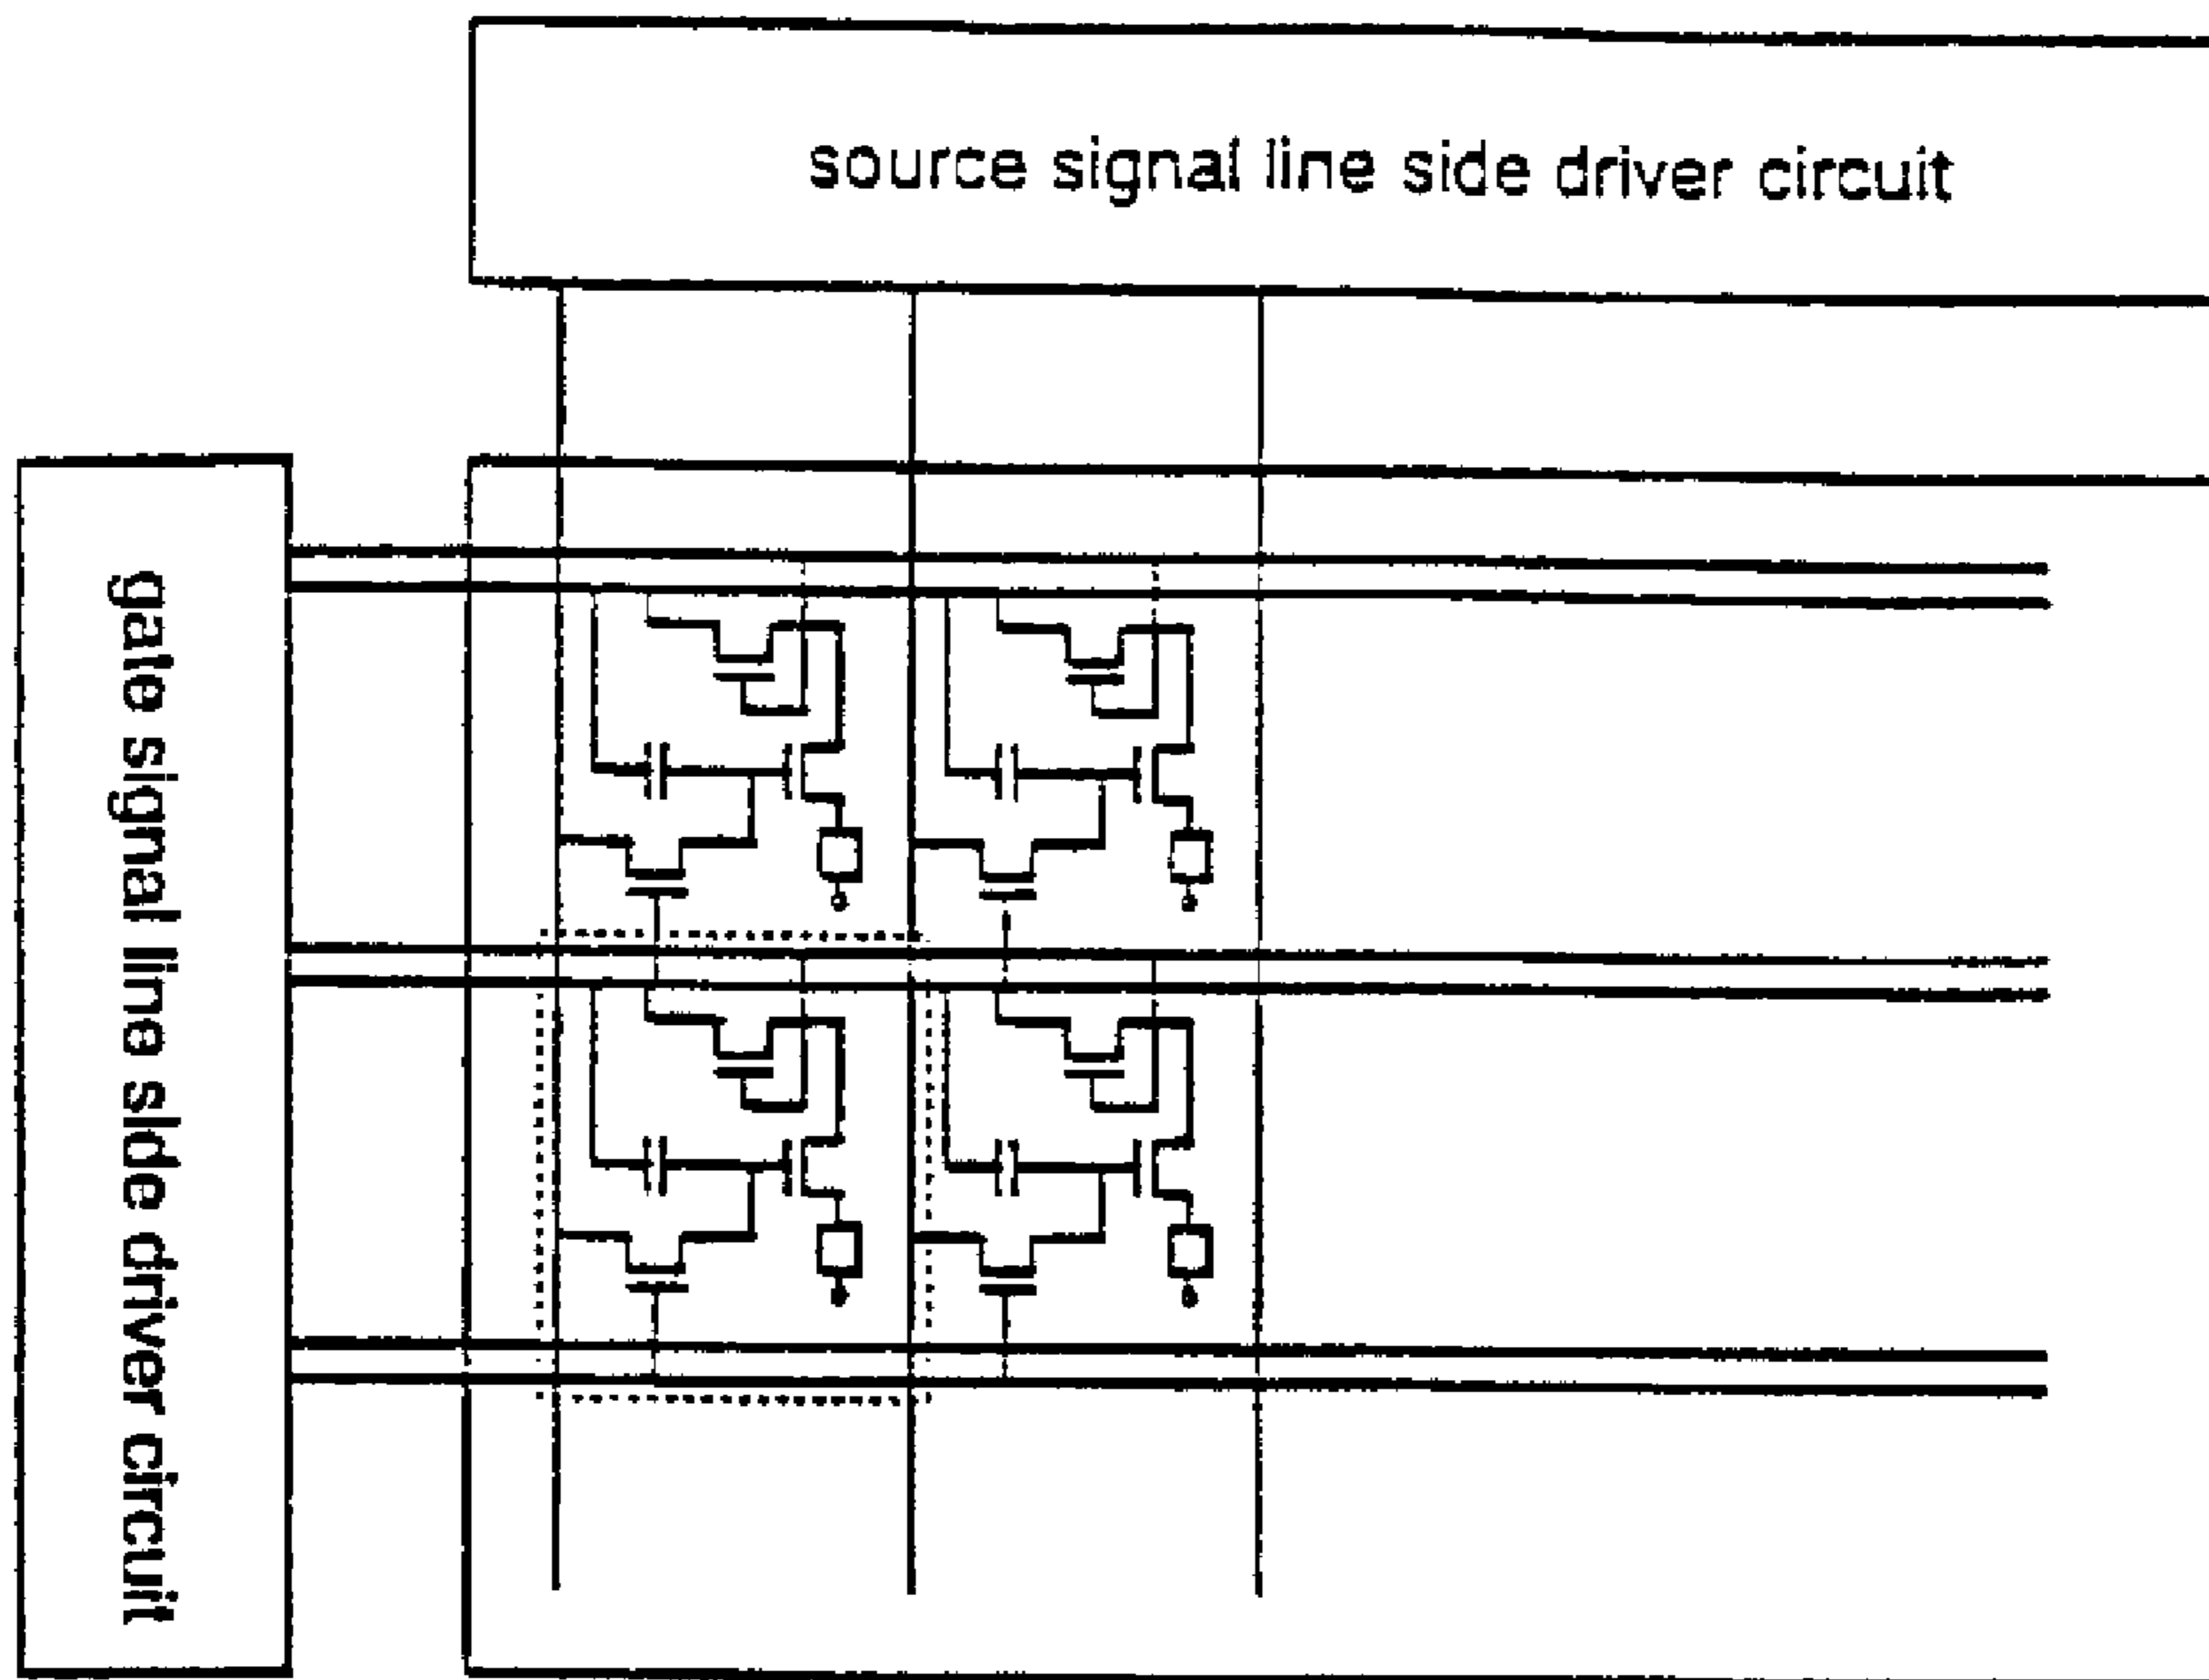 source signal line side driver circuit
gate signal line side driver circuit